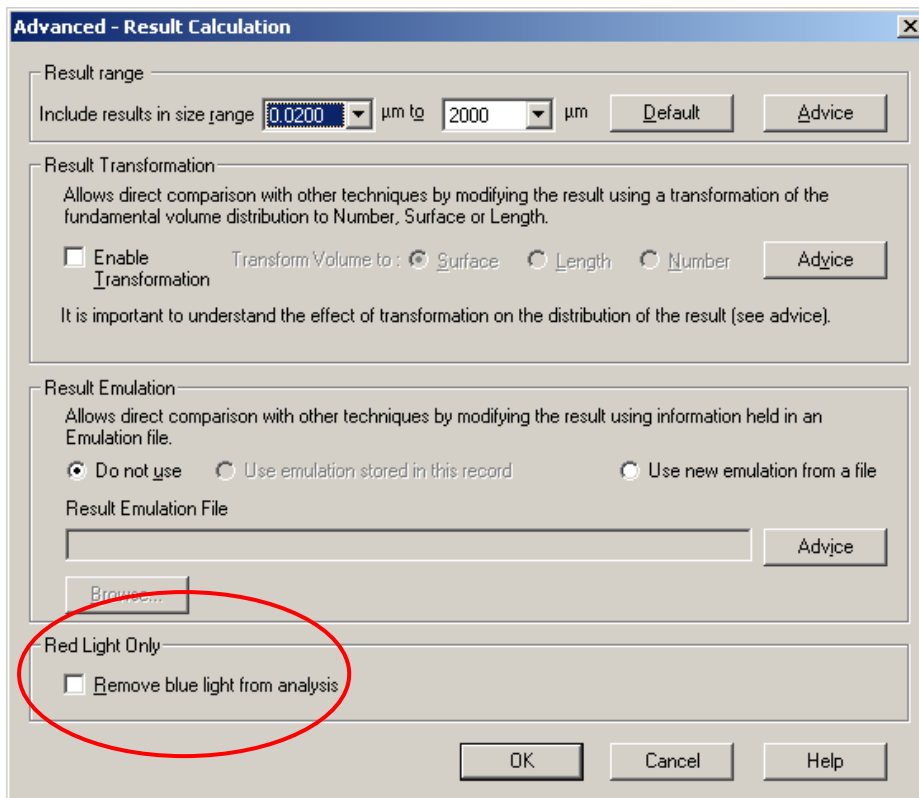 Advanced - Result Calculation
Result range
Include results in size range 0.0200 µm to 2000 µm Default Advice
Result Transformation
Allows direct comparison with other techniques by modifying the result using a transformation of the
fundamental volume distribution to Number, Surface or Length.
Enable Transform Volume to : Surface Length Number Advice
Transformation
It is important to understand the effect of transformation on the distribution of the result (see advice).
Result Emulation
Allows direct comparison with other techniques by modifying the result using information held in an
Emulation file.
Do not use Use emulation stored in this record Use new emulation from a file
Result Emulation File
Advice
Browse...
Red Light Only
Remove blue light from analysis
OK Cancel Help